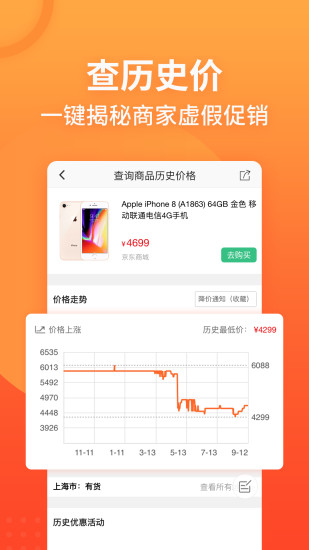 查历史价
一键揭秘商家虚假促销
查询商品历史价格
Apple iPhone 8 (A1863) 64GB 金色 移
动联通电信4G手机
¥4699
京东商城
去购买
价格走势
降价通知（收藏）
价格上涨
历史最低价：¥4299
6535
6013
5492
4970
4448
3926
6088
4299
11-11 1-11 3-13 5-13 7-13 9-12
上海市：有货
查看所有
历史优惠活动